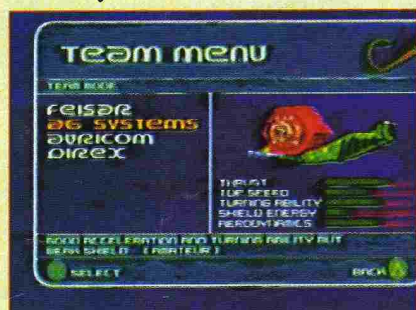 TEAM MENU
TEAM MODE
FEISAR
AG SYSTEMS
AURICOM
QIREX
THRUST
TOP SPEED
TURNING ABILITY
SHIELD ENERGY
AERODYNAMICS
GOOD ACCELERATION AND TURNING ABILITY BUT
WEAK SHIELD (AMATEUR)
SELECT
BACK